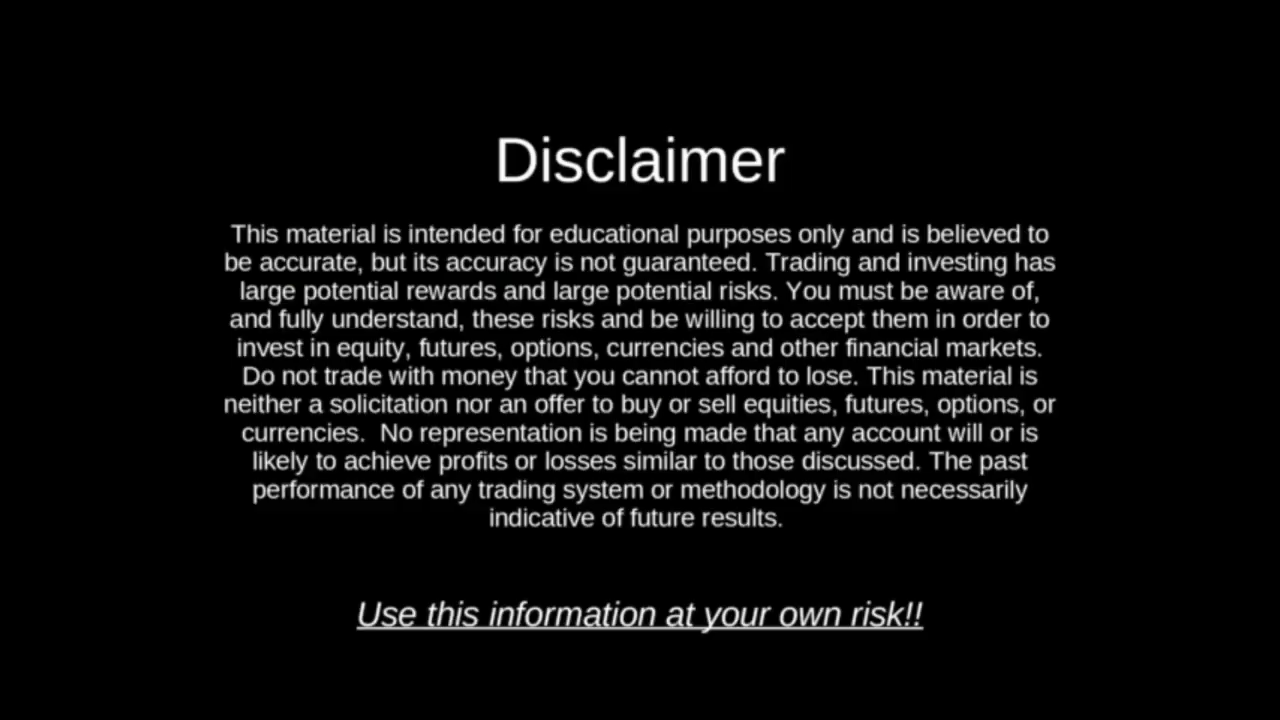 Disclaimer
This material is intended for educational purposes only and is believed to
be accurate, but its accuracy is not guaranteed. Trading and investing has
large potential rewards and large potential risks. You must be aware of,
and fully understand, these risks and be willing to accept them in order to
invest in equity, futures, options, currencies and other financial markets.
Do not trade with money that you cannot afford to lose. This material is
neither a solicitation nor an offer to buy or sell equities, futures, options, or
currencies.  No representation is being made that any account will or is
likely to achieve profits or losses similar to those discussed. The past
performance of any trading system or methodology is not necessarily
indicative of future results.
Use this information at your own risk!!